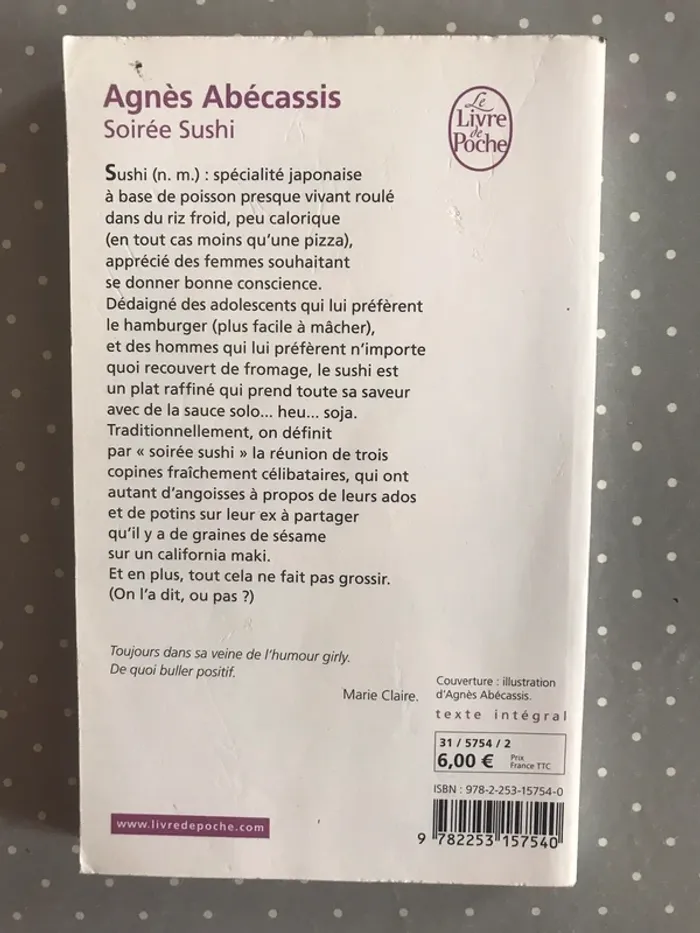 Agnès Abécassis
Soirée Sushi
Le
Livre
de
Poche
Sushi (n. m.) : spécialité japonaise
à base de poisson presque vivant roulé
dans du riz froid, peu calorique
(en tout cas moins qu'une pizza),
apprécié des femmes souhaitant
se donner bonne conscience.
Dédaigné des adolescents qui lui préfèrent
le hamburger (plus facile à mâcher),
et des hommes qui lui préfèrent n'importe
quoi recouvert de fromage, le sushi est
un plat raffiné qui prend toute sa saveur
avec de la sauce solo... heu... soja.
Traditionnellement, on définit
par « soirée sushi » la réunion de trois
copines fraîchement célibataires, qui ont
autant d'angoisses à propos de leurs ados
et de potins sur leur ex à partager
qu'il y a de graines de sésame
sur un california maki.
Et en plus, tout cela ne fait pas grossir.
(On l'a dit, ou pas ?)
Toujours dans sa veine de l'humour girly.
De quoi buller positif.
Marie Claire.
Couverture : illustration
d'Agnès Abécassis.
texte intégral
31 / 5754 / 2
6,00 € Prix
France TTC
ISBN : 978-2-253-15754-0
9 782253 157540
www.livredepoche.com